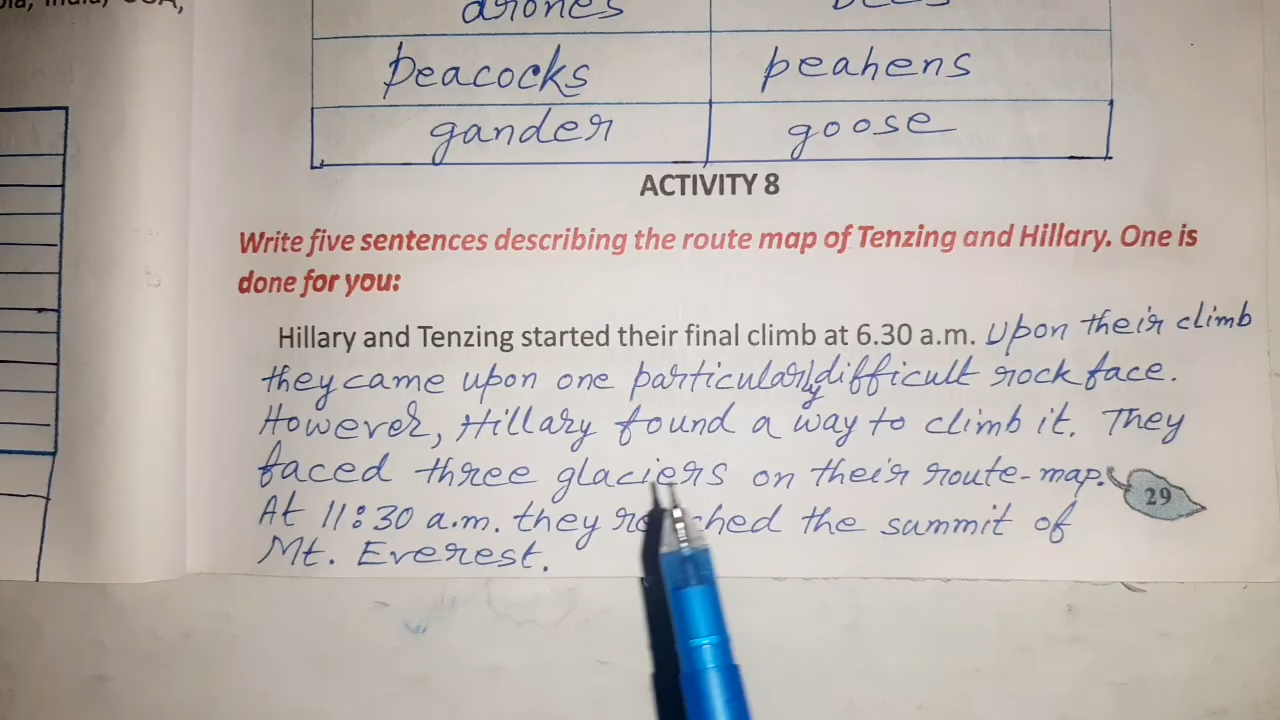 drones
peacocks peahens
gander goose
ACTIVITY 8
Write five sentences describing the route map of Tenzing and Hillary. One is
done for you:
Hillary and Tenzing started their final climb at 6.30 a.m. Upon their climb
they came upon one particularly difficult rock face.
However, Hillary found a way to climb it. They
faced three glaciers on their route-map.
29
At 11:30 a.m. they reached the summit of
Mt. Everest.